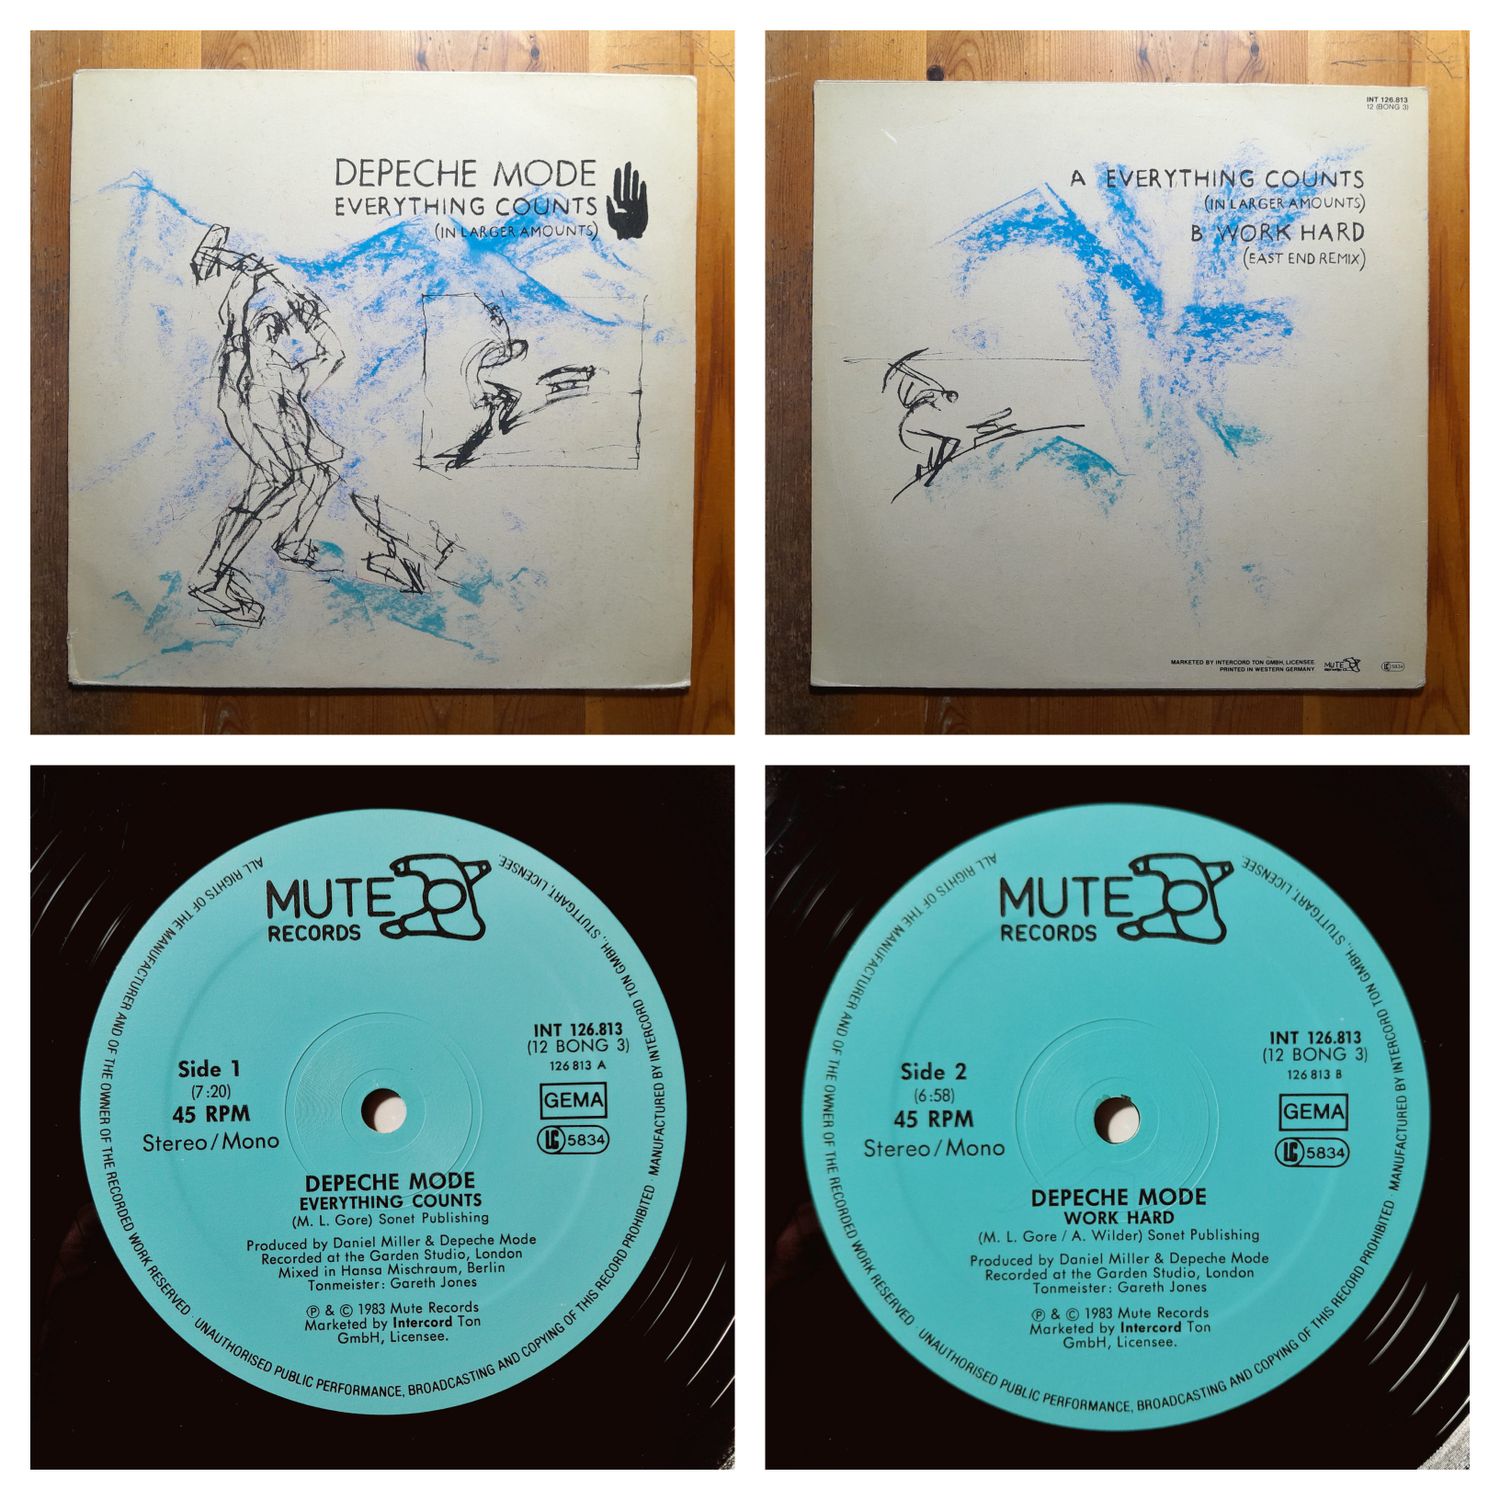 DEPECHE MODE
EVERYTHING COUNTS
(IN LARGER AMOUNTS)
INT 126.813
12 (BONG 3)
A EVERYTHING COUNTS
(IN LARGER AMOUNTS)
B WORK HARD
(EAST END REMIX)
MARKETED BY INTERCORD TON GMBH, LICENSEE.
PRINTED IN WESTERN GERMANY
MUTE
LC 5834
MUTE
RECORDS
ALL RIGHTS OF THE MANUFACTURER AND OF THE OWNER OF THE RECORDED WORK RESERVED · UNAUTHORISED PUBLIC PERFORMANCE, BROADCASTING AND COPYING OF THIS RECORD PROHIBITED · MANUFACTURED BY INTERCORD TON GMBH., STUTTGART, LICENSEE.
INT 126.813
(12 BONG 3)
126 813 A
GEMA
LC 5834
Side 1
(7:20)
45 RPM
Stereo/Mono
DEPECHE MODE
EVERYTHING COUNTS
(M. L. Gore) Sonet Publishing
Produced by Daniel Miller & Depeche Mode
Recorded at the Garden Studio, London
Mixed in Hansa Mischraum, Berlin
Tonmeister: Gareth Jones
℗ & © 1983 Mute Records
Marketed by Intercord Ton
GmbH, Licensee.
MUTE
RECORDS
ALL RIGHTS OF THE MANUFACTURER AND OF THE OWNER OF THE RECORDED WORK RESERVED · UNAUTHORISED PUBLIC PERFORMANCE, BROADCASTING AND COPYING OF THIS RECORD PROHIBITED · MANUFACTURED BY INTERCORD TON GMBH., STUTTGART, LICENSEE.
INT 126.813
(12 BONG 3)
126 813 B
GEMA
LC 5834
Side 2
(6:58)
45 RPM
Stereo/Mono
DEPECHE MODE
WORK HARD
(M. L. Gore / A. Wilder) Sonet Publishing
Produced by Daniel Miller & Depeche Mode
Recorded at the Garden Studio, London
Tonmeister: Gareth Jones
℗ & © 1983 Mute Records
Marketed by Intercord Ton
GmbH, Licensee.